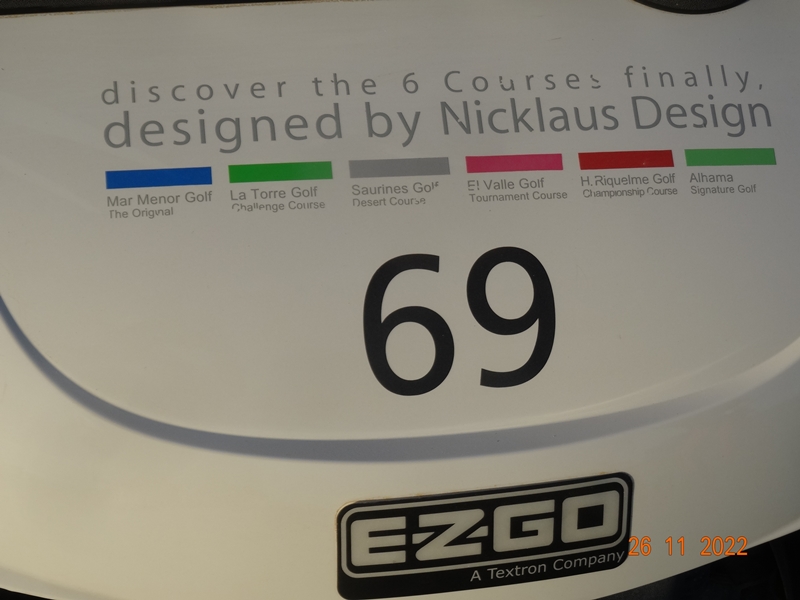 discover the 6 Courses finally,
designed by Nicklaus Design
Mar Menor Golf
The Original
La Torre Golf
Challenge Course
Saurines Golf
Desert Course
El Valle Golf
Tournament Course
H.Riquelme Golf
Championship Course
Alhama
Signature Golf
69
E-Z-GO
A Textron Company
26 11 2022